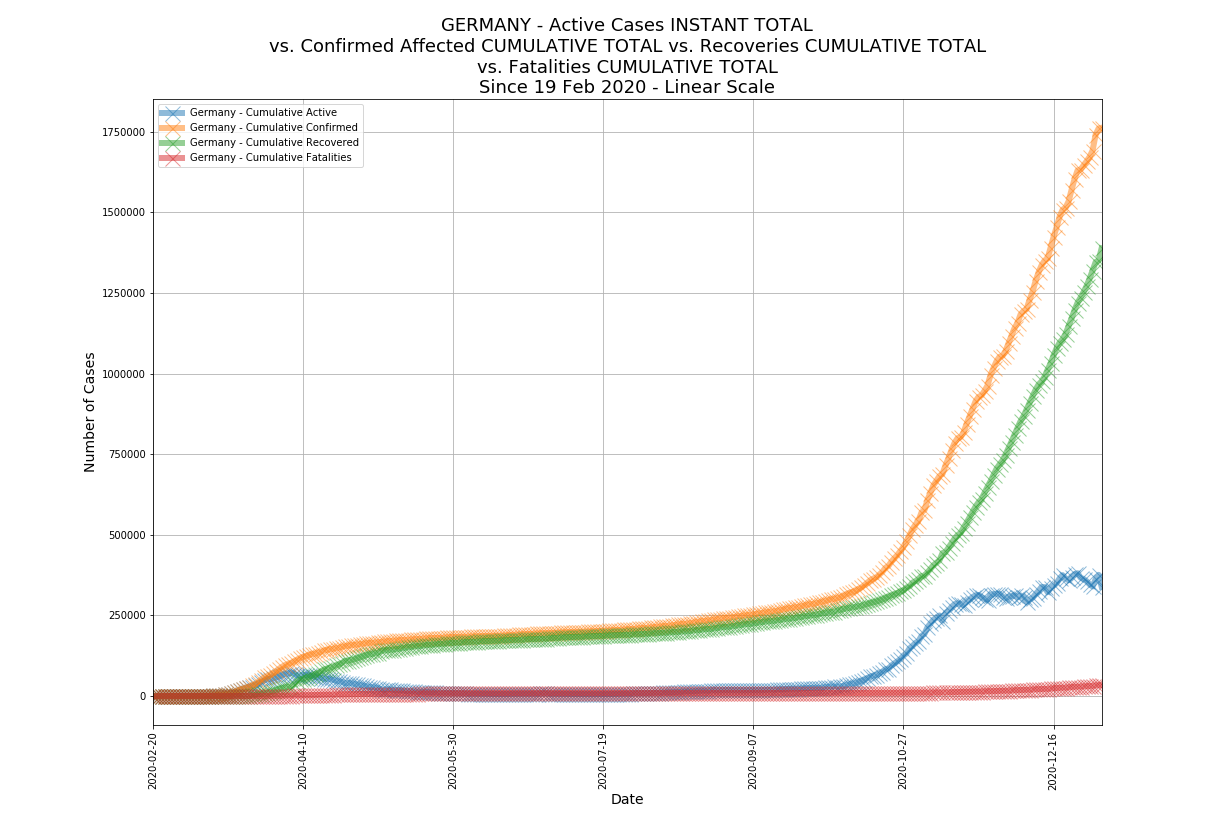 GERMANY - Active Cases INSTANT TOTAL
vs. Confirmed Affected CUMULATIVE TOTAL vs. Recoveries CUMULATIVE TOTAL
vs. Fatalities CUMULATIVE TOTAL
Since 19 Feb 2020 - Linear Scale
Germany - Cumulative Active
Germany - Cumulative Confirmed
Germany - Cumulative Recovered
Germany - Cumulative Fatalities
Number of Cases
1750000
1500000
1250000
1000000
750000
500000
250000
0
2020-02-20
2020-04-10
2020-05-30
2020-07-19
2020-09-07
2020-10-27
2020-12-16
Date